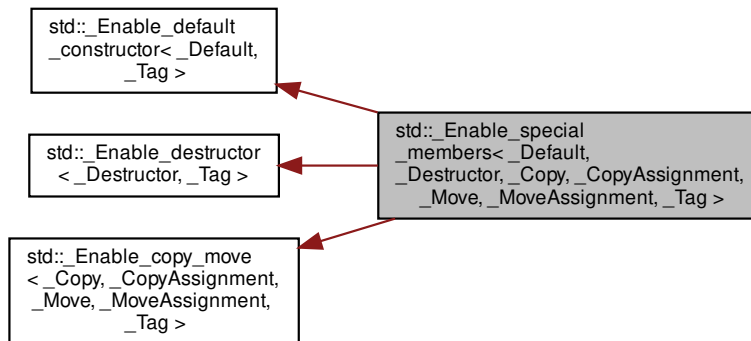 std::_Enable_default
_constructor< _Default,
_Tag >
std::_Enable_destructor
< _Destructor, _Tag >
std::_Enable_copy_move
< _Copy, _CopyAssignment,
_Move, _MoveAssignment,
_Tag >
std::_Enable_special
_members< _Default,
_Destructor, _Copy, _CopyAssignment,
_Move, _MoveAssignment, _Tag >